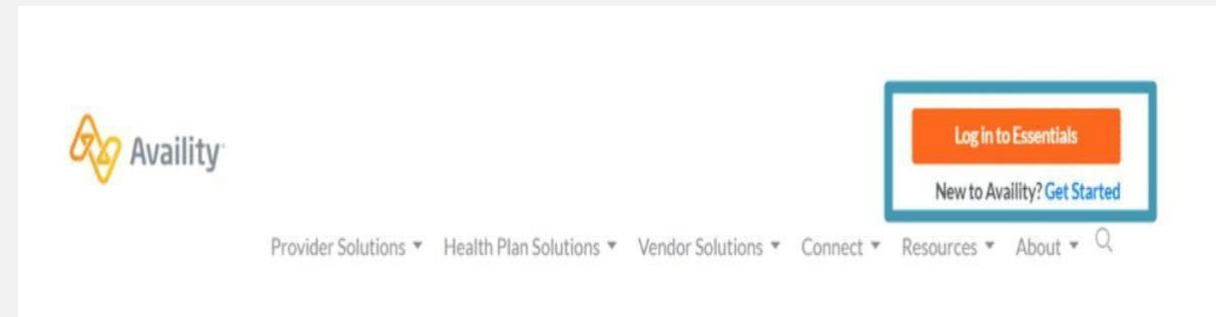 Availity
Log in to Essentials
New to Availity? Get Started
Provider Solutions Health Plan Solutions Vendor Solutions Connect Resources About